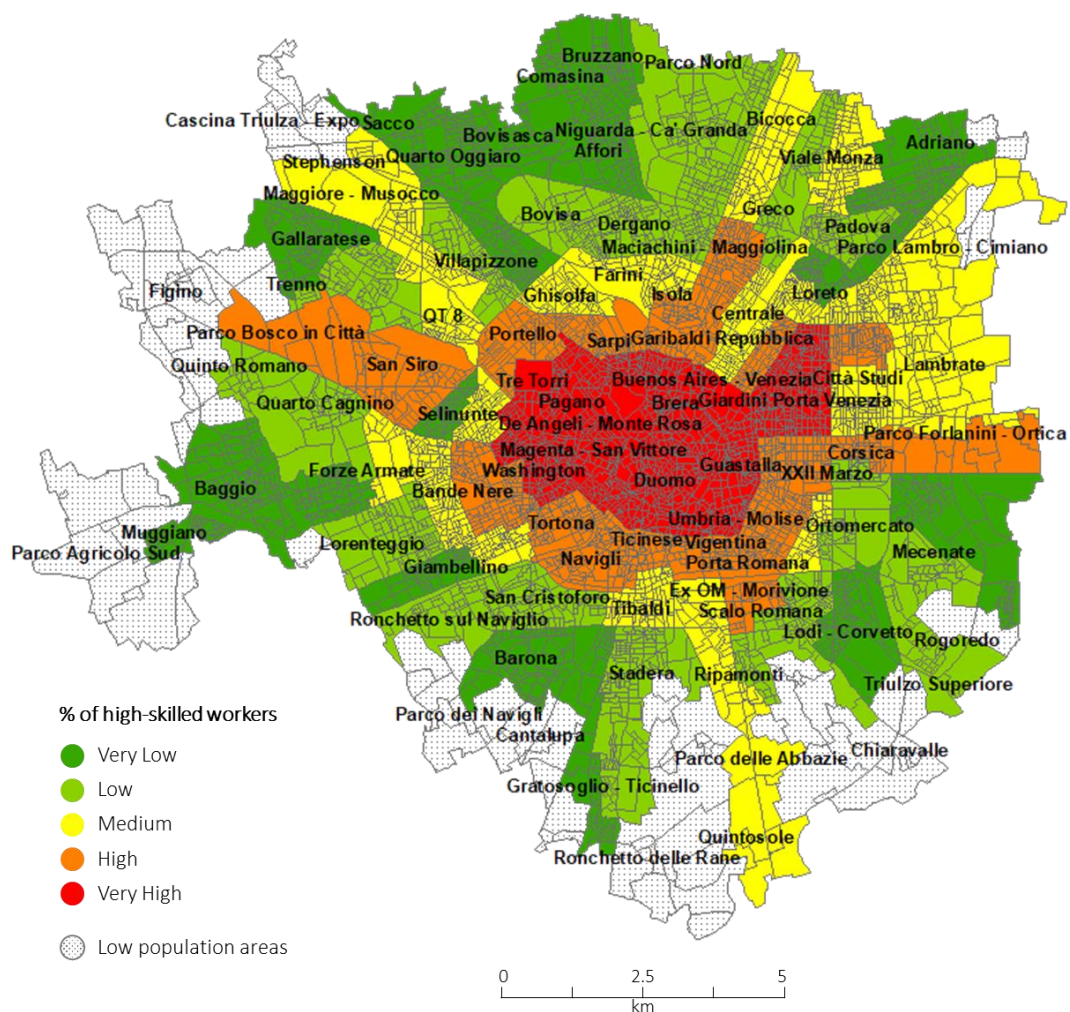 Bruzzano
Parco Nord
Comasina
Cascina Triulza - Expo
Sacco
Bicocca
Bovisasca
Niguarda - Ca' Granda
Adriano
Stephenson
Quarto Oggiaro
Affori
Viale Monza
Maggiore - Musocco
Bovisa
Greco
Dergano
Padova
Gallaratese
Maciachini - Maggiolina
Parco Lambro - Cimiano
Villapizzone
Farini
Figino
Trenno
Ghisolfa
Isola
Loreto
QT 8
Centrale
Parco Bosco in Città
Portello
Sarpi
Garibaldi Repubblica
Quinto Romano
San Siro
Lambrate
Tre Torri
Buenos Aires - Venezia
Città Studi
Quarto Cagnino
Pagano
Brera
Giardini Porta Venezia
Selinunte
De Angeli - Monte Rosa
Parco Forlanini - Ortica
Magenta - San Vittore
Corsica
Forze Armate
Washington
Guastalla
XXII Marzo
Baggio
Bande Nere
Duomo
Muggiano
Tortona
Umbria - Molise
Ortomercato
Parco Agricolo Sud
Lorenteggio
Ticinese
Vigentina
Mecenate
Giambellino
Navigli
Porta Romana
San Cristoforo
Ex OM - Morivione
Ronchetto sul Naviglio
Tibaldi
Scalo Romana
Lodi - Corvetto
Rogoredo
Barona
Stadera
Ripamonti
Triulzo Superiore
Parco dei Navigli
Cantalupa
Parco delle Abbazie
Chiaravalle
Gratosoglio - Ticinello
Quintosole
Ronchetto delle Rane
% of high-skilled workers
Very Low
Low
Medium
High
Very High
Low population areas
0 2.5 5
km